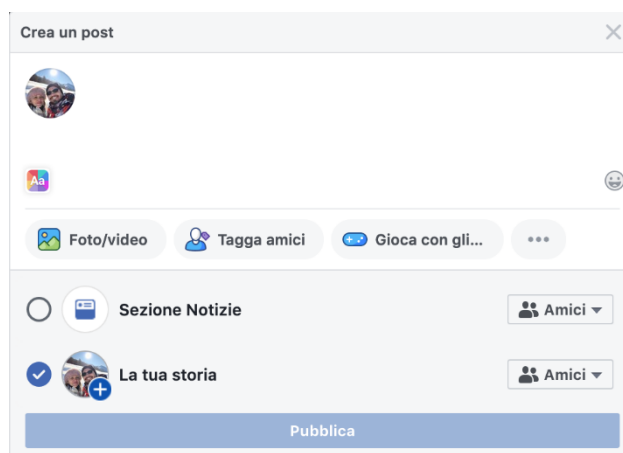 Crea un post
Aa
Foto/video Tagga amici Gioca con gli...
Sezione Notizie Amici
La tua storia Amici
Pubblica